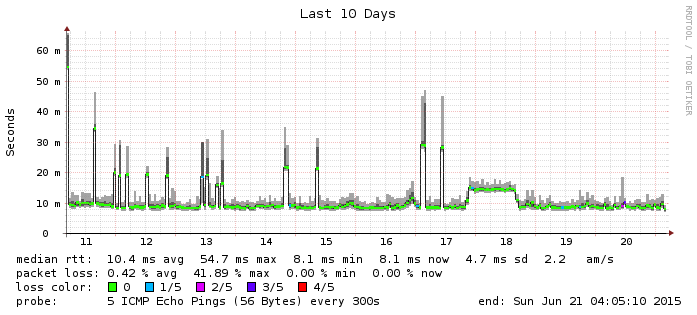 Last 10 Days
RRDTOOL / TOBI OETIKER
Seconds
60 m
50 m
40 m
30 m
20 m
10 m
0
11 12 13 14 15 16 17 18 19 20
median rtt: 10.4 ms avg 54.7 ms max 8.1 ms min 8.1 ms now 4.7 ms sd 2.2 am/s
packet loss: 0.42 % avg 41.89 % max 0.00 % min 0.00 % now
loss color: 0 1/5 2/5 3/5 4/5
probe: 5 ICMP Echo Pings (56 Bytes) every 300s end: Sun Jun 21 04:05:10 2015